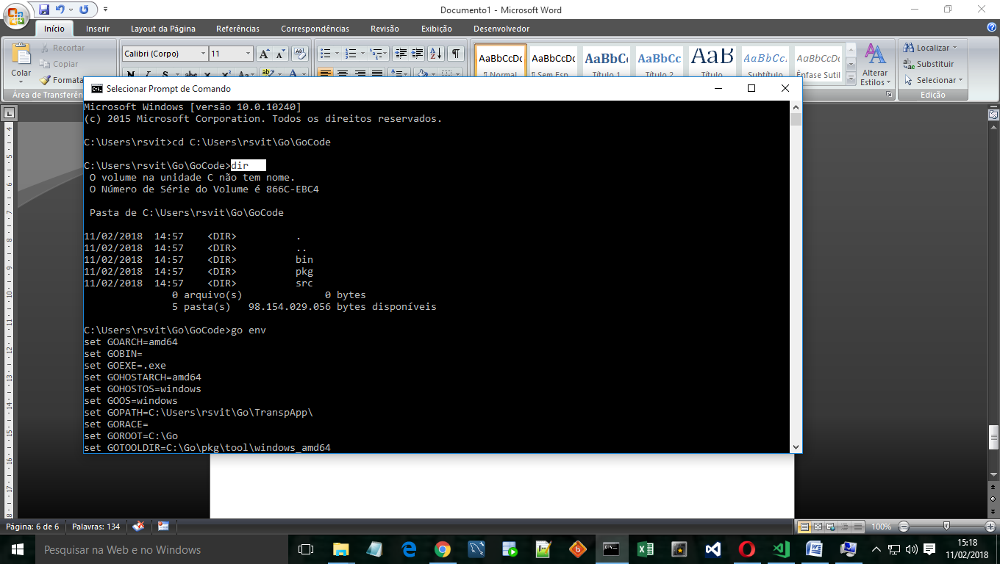 Documento1 - Microsoft Word
Início Inserir Layout da Página Referências Correspondências Revisão Exibição Desenvolvedor
Colar
Recortar
Copiar
Forma
Área de Transferên
Calibri (Corpo) 11
AaBbCcDc AaBbCcDc AaBbCc AaBbCc AaB AaBbCc. AaBbCcDc
¶ Normal ¶ Sem Esp... Título 1 Título 2 Título Subtítulo Ênfase Sutil
Alterar
Estilos
Localizar
Substituir
Selecionar
Edição
Selecionar Prompt de Comando
Microsoft Windows [versão 10.0.10240]
(c) 2015 Microsoft Corporation. Todos os direitos reservados.
C:\Users\rsvit>cd C:\Users\rsvit\Go\GoCode
C:\Users\rsvit\Go\GoCode>dir
O volume na unidade C não tem nome.
O Número de Série do Volume é 866C-EBC4
Pasta de C:\Users\rsvit\Go\GoCode
11/02/2018 14:57 <DIR> .
11/02/2018 14:57 <DIR> ..
11/02/2018 14:57 <DIR> bin
11/02/2018 14:57 <DIR> pkg
11/02/2018 14:57 <DIR> src
0 arquivo(s) 0 bytes
5 pasta(s) 98.154.029.056 bytes disponíveis
C:\Users\rsvit\Go\GoCode>go env
set GOARCH=amd64
set GOBIN=
set GOEXE=.exe
set GOHOSTARCH=amd64
set GOHOSTOS=windows
set GOOS=windows
set GOPATH=C:\Users\rsvit\Go\TranspApp\
set GORACE=
set GOROOT=C:\Go
set GOTOOLDIR=C:\Go\pkg\tool\windows_amd64
Página: 6 de 6 Palavras: 134 100%
Pesquisar na Web e no Windows
15:18
11/02/2018